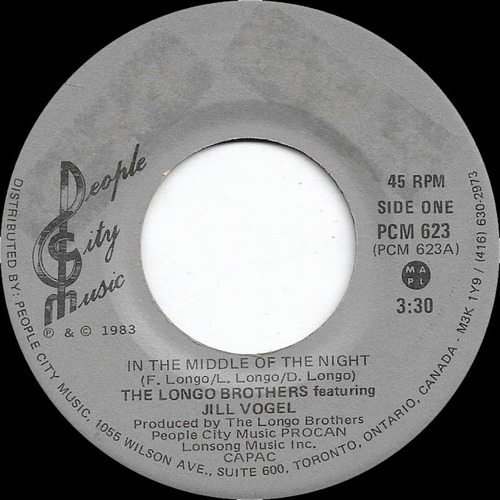 People
City
Music
℗ & © 1983
45 RPM
SIDE ONE
PCM 623
(PCM 623A)
MAPL
3:30
IN THE MIDDLE OF THE NIGHT
(F. Longo/L. Longo/D. Longo)
THE LONGO BROTHERS featuring
JILL VOGEL
Produced by The Longo Brothers
People City Music PROCAN
Lonsong Music Inc.
CAPAC
DISTRIBUTED BY: PEOPLE CITY MUSIC, 1055 WILSON AVE., SUITE 600, TORONTO, ONTARIO, CANADA - M3K 1Y9 / (416) 630-2973